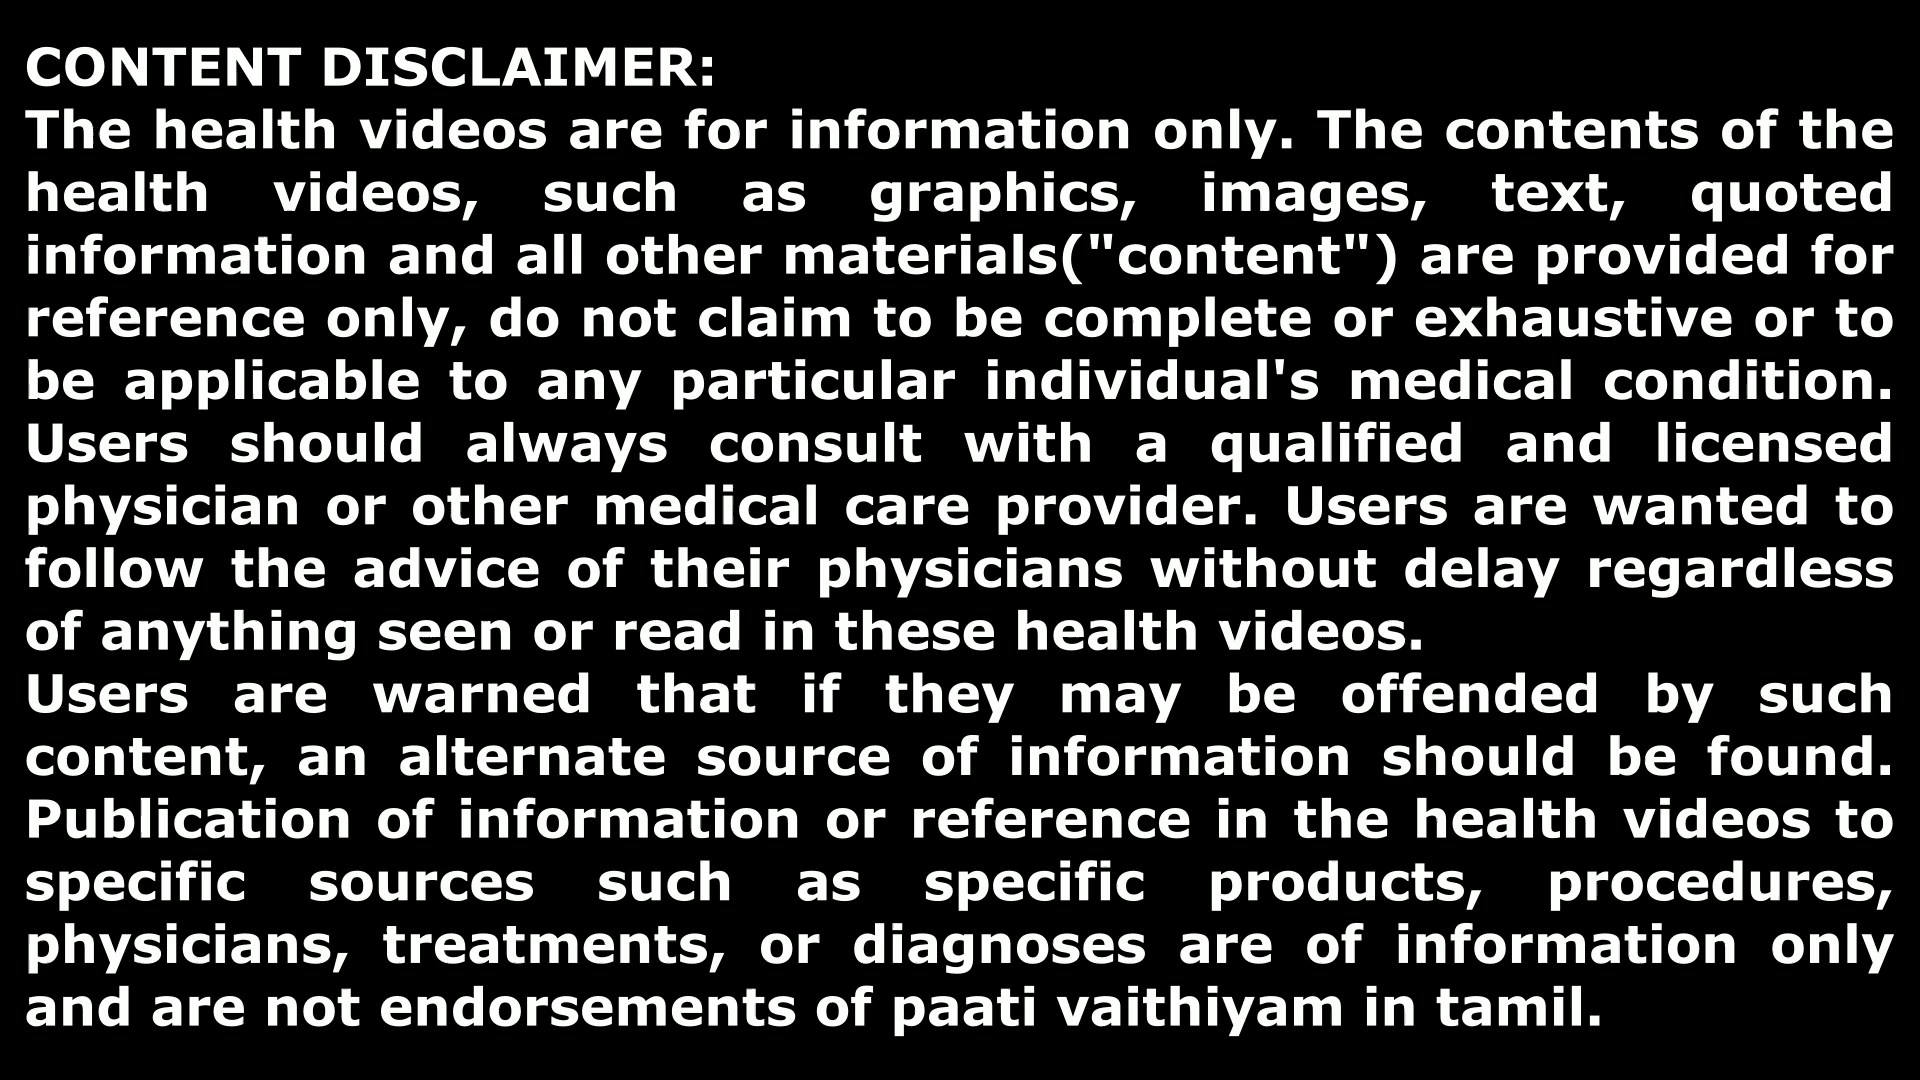 CONTENT DISCLAIMER:
The health videos are for information only. The contents of the
health videos, such as graphics, images, text, quoted
information and all other materials("content") are provided for
reference only, do not claim to be complete or exhaustive or to
be applicable to any particular individual's medical condition.
Users should always consult with a qualified and licensed
physician or other medical care provider. Users are wanted to
follow the advice of their physicians without delay regardless
of anything seen or read in these health videos.
Users are warned that if they may be offended by such
content, an alternate source of information should be found.
Publication of information or reference in the health videos to
specific sources such as specific products, procedures,
physicians, treatments, or diagnoses are of information only
and are not endorsements of paati vaithiyam in tamil.